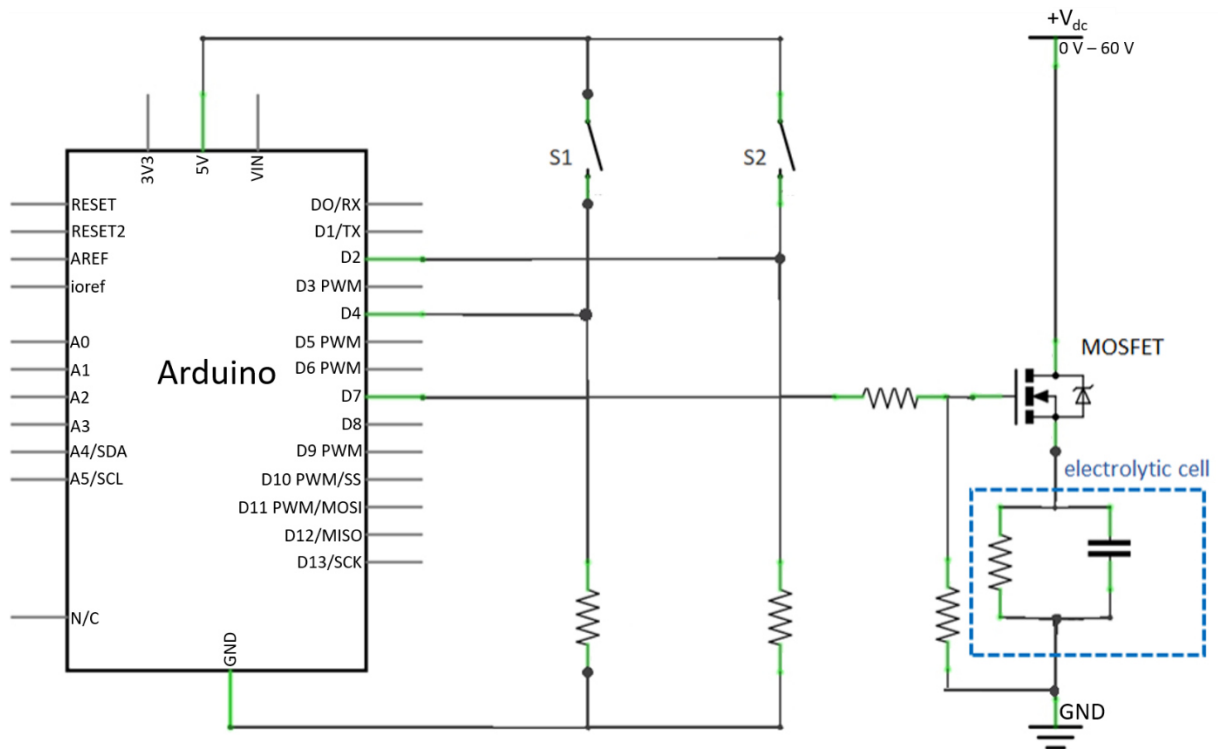 +Vdc
0 V – 60 V
3V3
5V
VIN
S1
S2
RESET
RESET2
AREF
ioref
A0
A1
A2
A3
A4/SDA
A5/SCL
N/C
GND
Arduino
DO/RX
D1/TX
D2
D3 PWM
D4
D5 PWM
D6 PWM
D7
D8
D9 PWM
D10 PWM/SS
D11 PWM/MOSI
D12/MISO
D13/SCK
MOSFET
electrolytic cell
GND